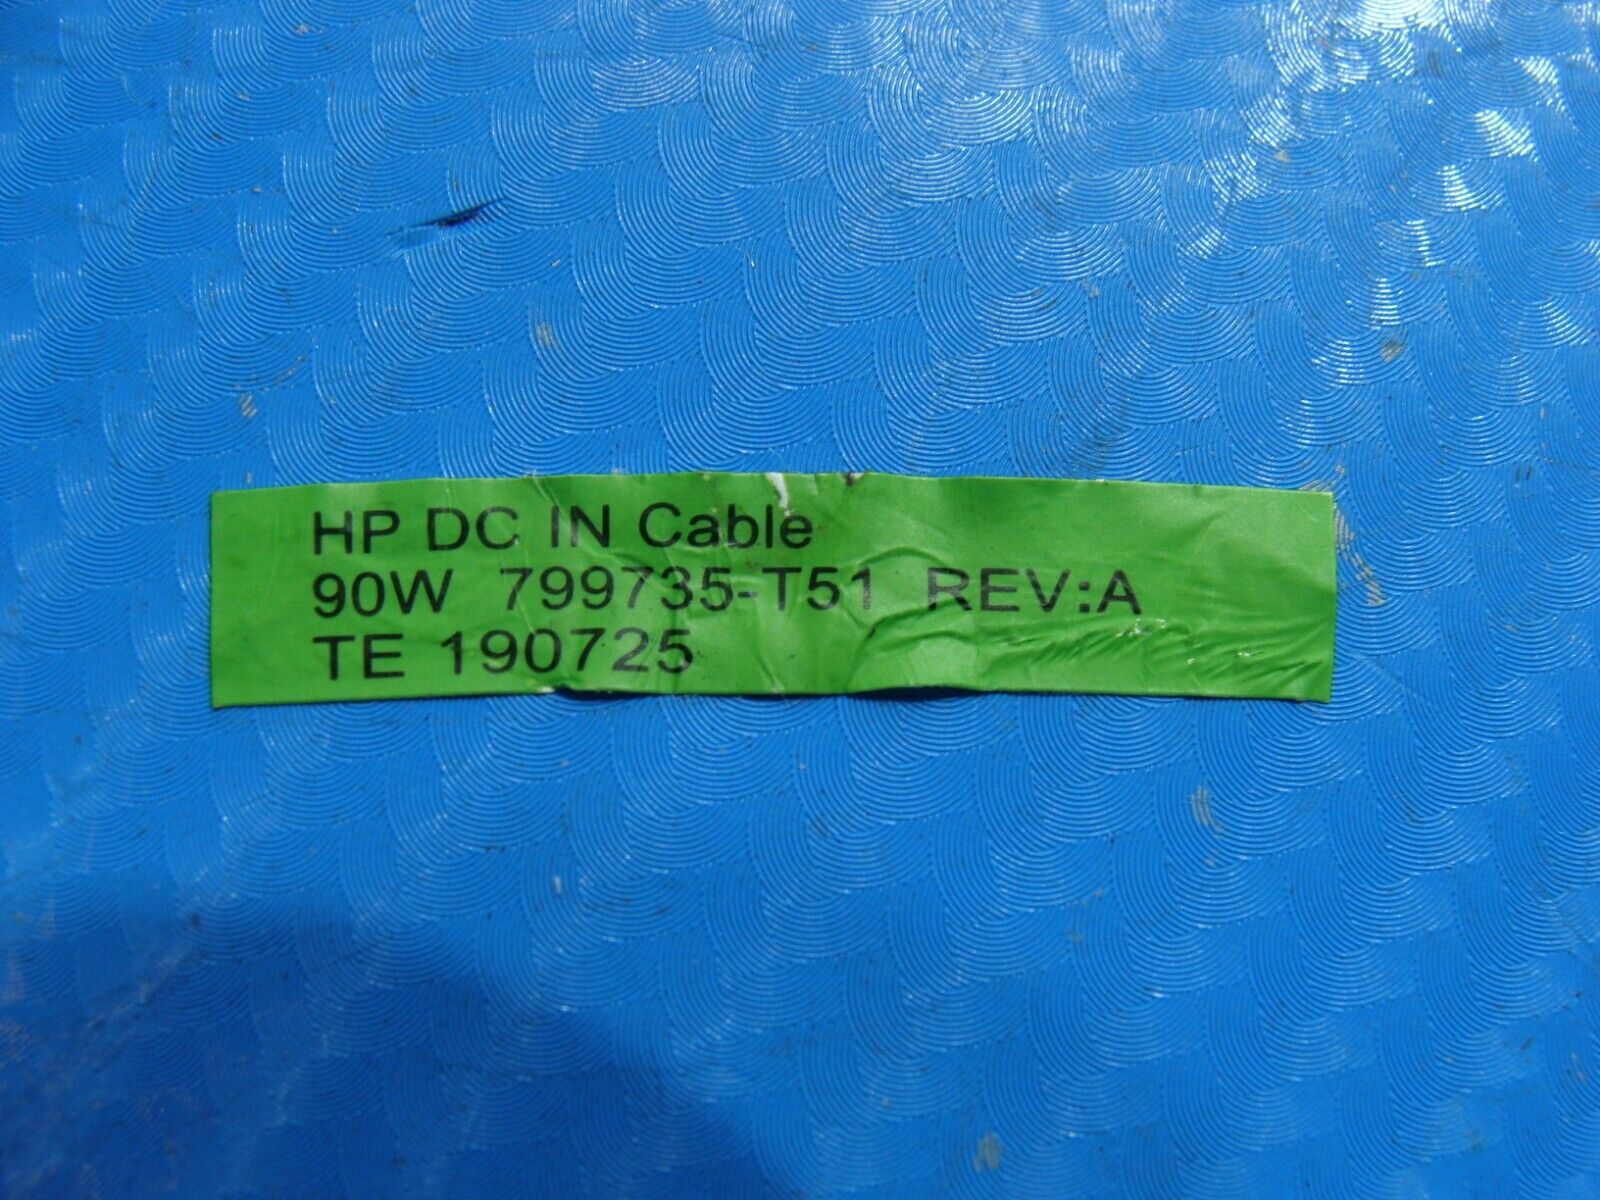 HP DC IN Cable
90W 799735-T51 REV:A
TE 190725